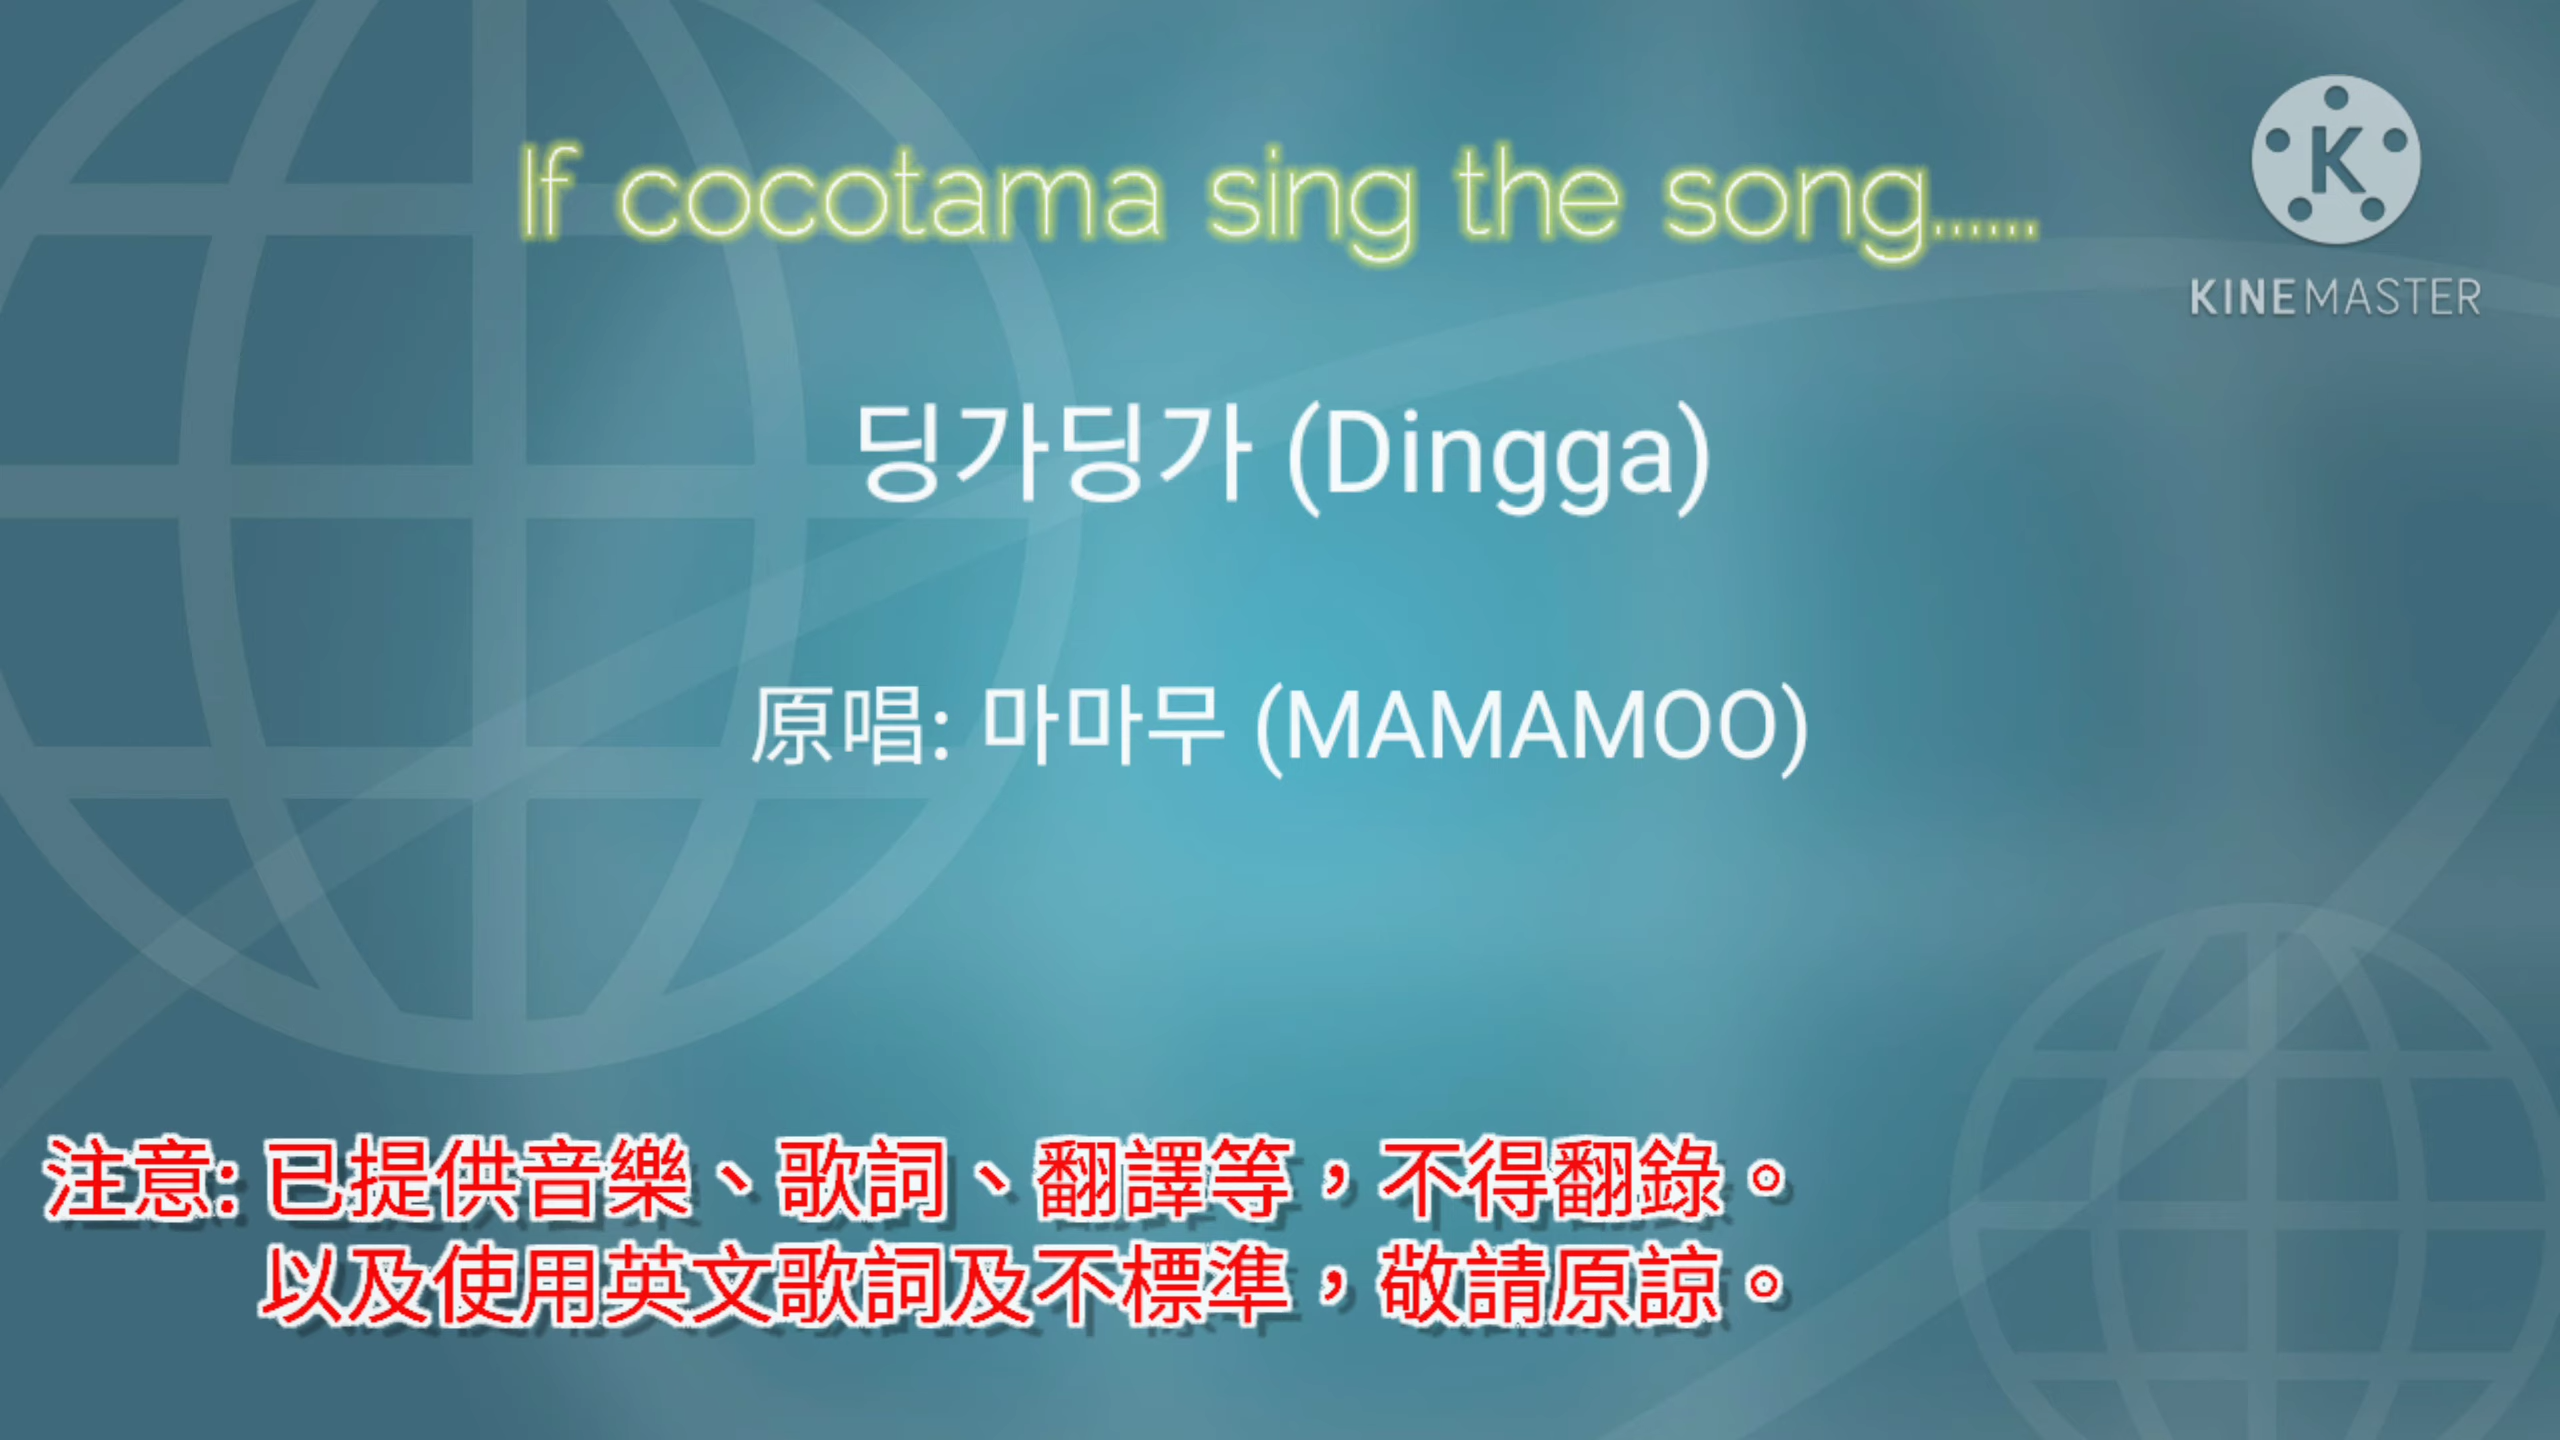 If cocotama sing the song......
K
KINEMASTER
딩가딩가 (Dingga)
原唱: 마마무 (MAMAMOO)
注意: 已提供音樂、歌詞、翻譯等，不得翻錄。
以及使用英文歌詞及不標準，敬請原諒。